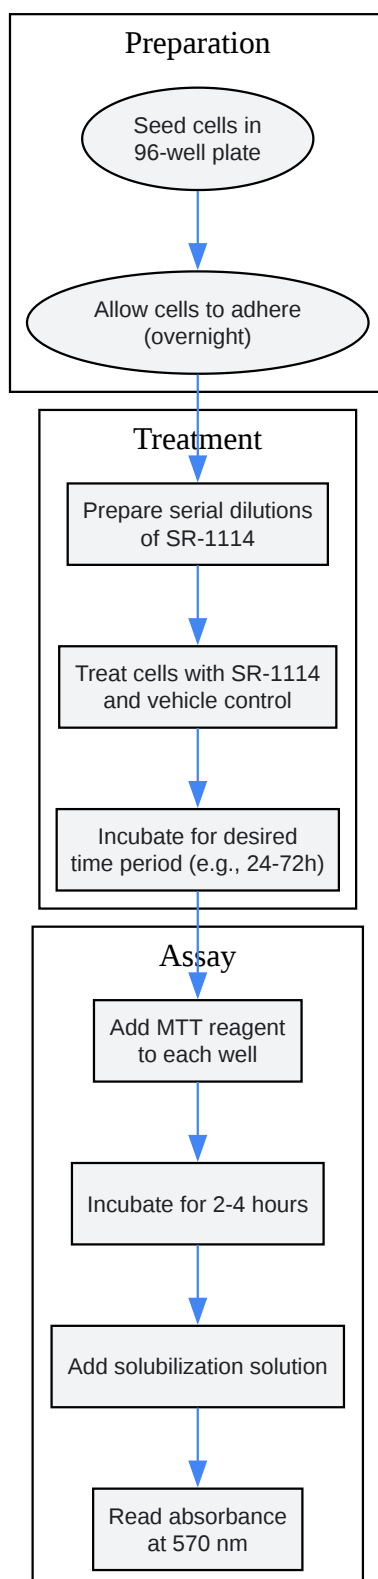 Preparation
Seed cells in
96-well plate
Allow cells to adhere
(overnight)
Treatment
Prepare serial dilutions
of SR-1114
Treat cells with SR-1114
and vehicle control
Incubate for desired
time period (e.g., 24-72h)
Assay
Add MTT reagent
to each well
Incubate for 2-4 hours
Add solubilization solution
Read absorbance
at 570 nm